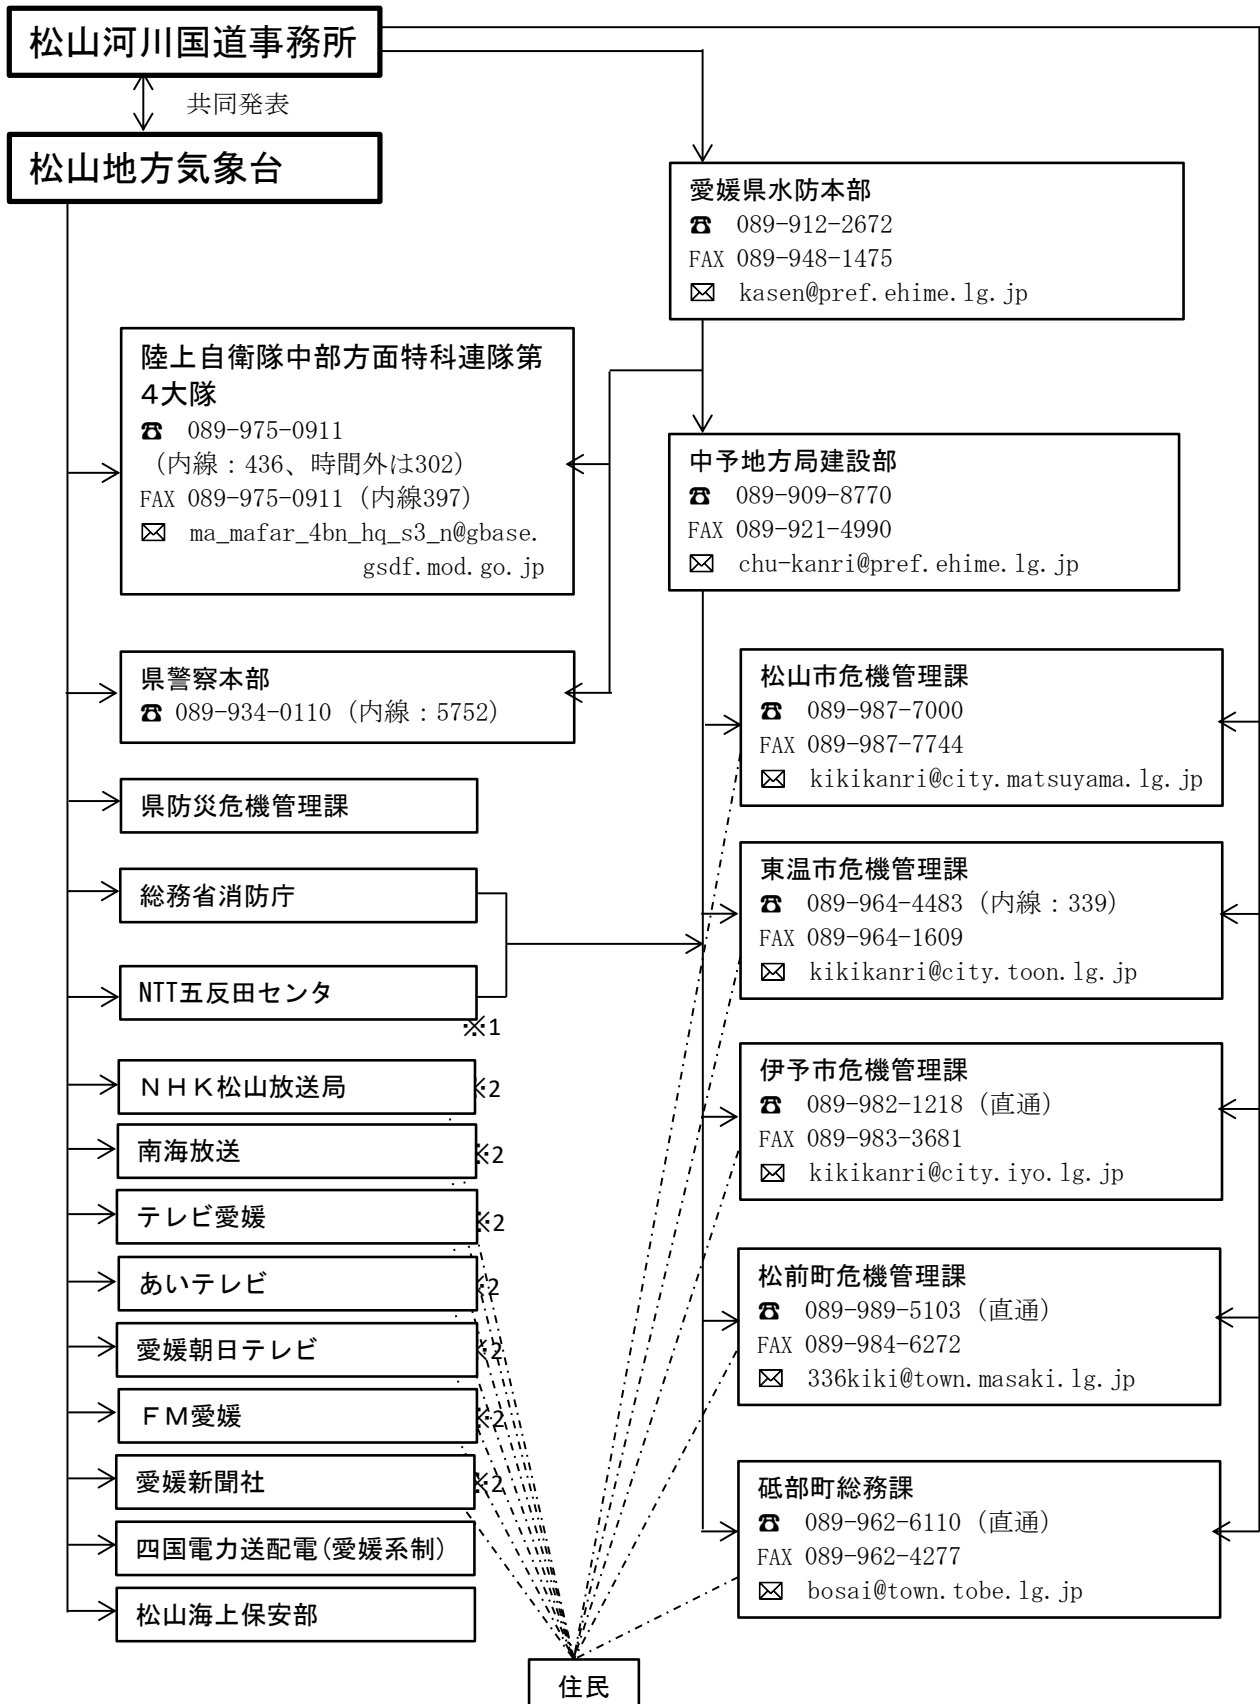 松山河川国道事務所
共同発表
松山地方気象台
愛媛県水防本部
☎ 089-912-2672
FAX 089-948-1475
✉ kasen@pref.ehime.lg.jp
陸上自衛隊中部方面特科連隊第
4大隊
☎ 089-975-0911
（内線：436、時間外は302）
FAX 089-975-0911（内線397）
✉ ma_mafar_4bn_hq_s3_n@gbase.
gsdf.mod.go.jp
中予地方局建設部
☎ 089-909-8770
FAX 089-921-4990
✉ chu-kanri@pref.ehime.lg.jp
県警察本部
☎ 089-934-0110（内線：5752）
県防災危機管理課
総務省消防庁
NTT五反田センタ
※1
ＮＨＫ松山放送局 ※2
南海放送 ※2
テレビ愛媛 ※2
あいテレビ ※2
愛媛朝日テレビ ※2
ＦＭ愛媛 ※2
愛媛新聞社 ※2
四国電力送配電(愛媛系制)
松山海上保安部
松山市危機管理課
☎ 089-987-7000
FAX 089-987-7744
✉ kikikanri@city.matsuyama.lg.jp
東温市危機管理課
☎ 089-964-4483（内線：339）
FAX 089-964-1609
✉ kikikanri@city.toon.lg.jp
伊予市危機管理課
☎ 089-982-1218（直通）
FAX 089-983-3681
✉ kikikanri@city.iyo.lg.jp
松前町危機管理課
☎ 089-989-5103（直通）
FAX 089-984-6272
✉ 336kiki@town.masaki.lg.jp
砥部町総務課
☎ 089-962-6110（直通）
FAX 089-962-4277
✉ bosai@town.tobe.lg.jp
住民